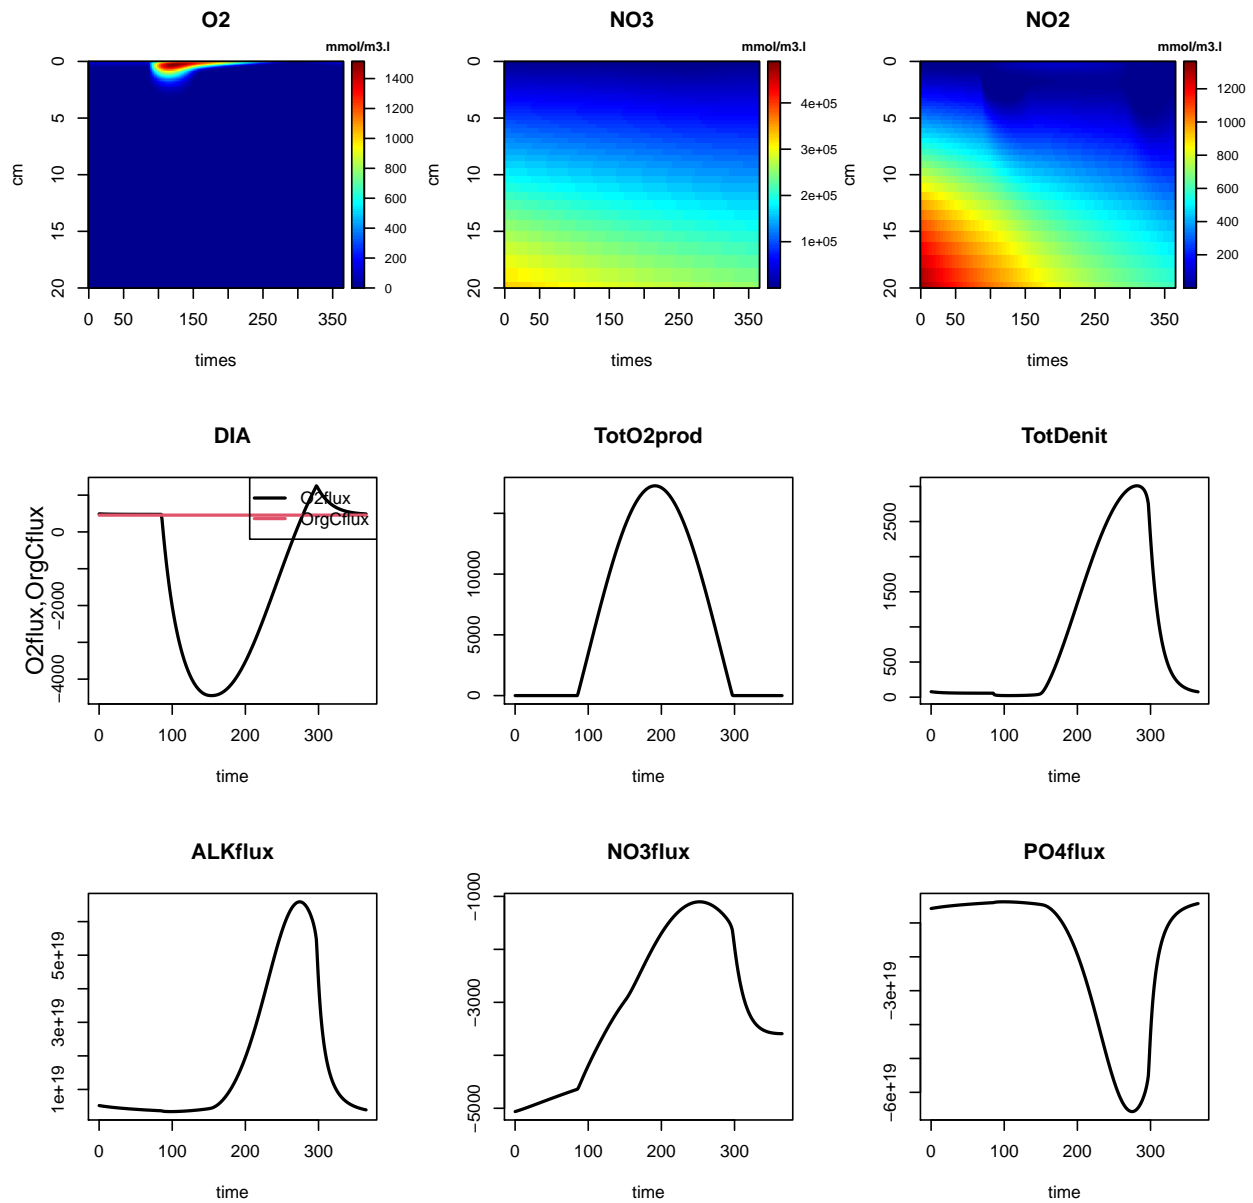 O2
mmol/m3.l
cm
0
5
10
15
20
0 50 150 250 350
times
1400
1200
1000
800
600
400
200
0
NO3
mmol/m3.l
cm
0
5
10
15
20
0 50 150 250 350
times
4e+05
3e+05
2e+05
1e+05
NO2
mmol/m3.l
cm
0
5
10
15
20
0 50 150 250 350
times
1200
1000
800
600
400
200
DIA
O2flux,OrgCflux
0
−2000
−4000
O2flux
OrgCflux
0 100 200 300
time
TotO2prod
10000
5000
0
0 100 200 300
time
TotDenit
2500
1500
500
0
0 100 200 300
time
ALKflux
5e+19
3e+19
1e+19
0 100 200 300
time
NO3flux
−1000
−3000
−5000
0 100 200 300
time
PO4flux
−3e+19
−6e+19
0 100 200 300
time